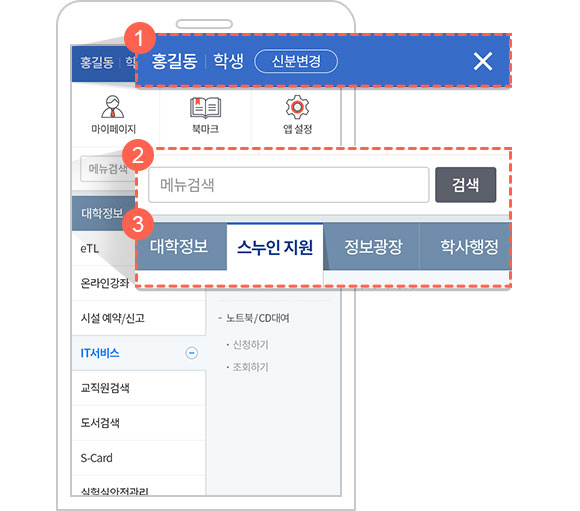 1
홍길동 학생 신분변경
홍길동 | 학
마이페이지 북마크 앱 설정
2
메뉴검색
메뉴검색 검색
3
대학정보
대학정보 스누인 지원 정보광장 학사행정
eTL
온라인강좌
시설 예약/신고
- 노트북/CD대여
IT서비스
· 신청하기
· 조회하기
교직원검색
도서검색
S-Card
실험실안전관리